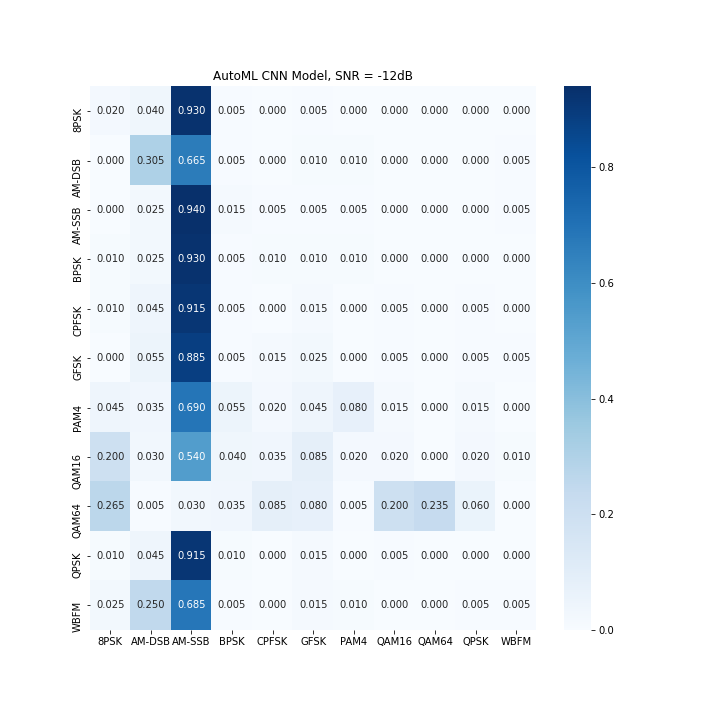 AutoML CNN Model, SNR = -12dB
8PSK 0.020 0.040 0.930 0.005 0.000 0.005 0.000 0.000 0.000 0.000 0.000
AM-DSB 0.000 0.305 0.665 0.005 0.000 0.010 0.010 0.000 0.000 0.000 0.005
AM-SSB 0.000 0.025 0.940 0.015 0.005 0.005 0.005 0.000 0.000 0.000 0.005
BPSK 0.010 0.025 0.930 0.005 0.010 0.010 0.010 0.000 0.000 0.000 0.000
CPFSK 0.010 0.045 0.915 0.005 0.000 0.015 0.000 0.005 0.000 0.005 0.000
GFSK 0.000 0.055 0.885 0.005 0.015 0.025 0.000 0.005 0.005 0.005 0.000
PAM4 0.045 0.035 0.690 0.055 0.020 0.045 0.080 0.015 0.000 0.015 0.000
QAM16 0.200 0.030 0.540 0.040 0.035 0.085 0.020 0.020 0.000 0.020 0.010
QAM64 0.265 0.005 0.030 0.035 0.085 0.080 0.005 0.200 0.235 0.060 0.000
QPSK 0.010 0.045 0.915 0.010 0.000 0.015 0.000 0.005 0.000 0.000 0.000
WBFM 0.025 0.250 0.685 0.005 0.000 0.015 0.010 0.000 0.000 0.005 0.005
8PSK AM-DSB AM-SSB BPSK CPFSK GFSK PAM4 QAM16 QAM64 QPSK WBFM
0.8
0.6
0.4
0.2
0.0